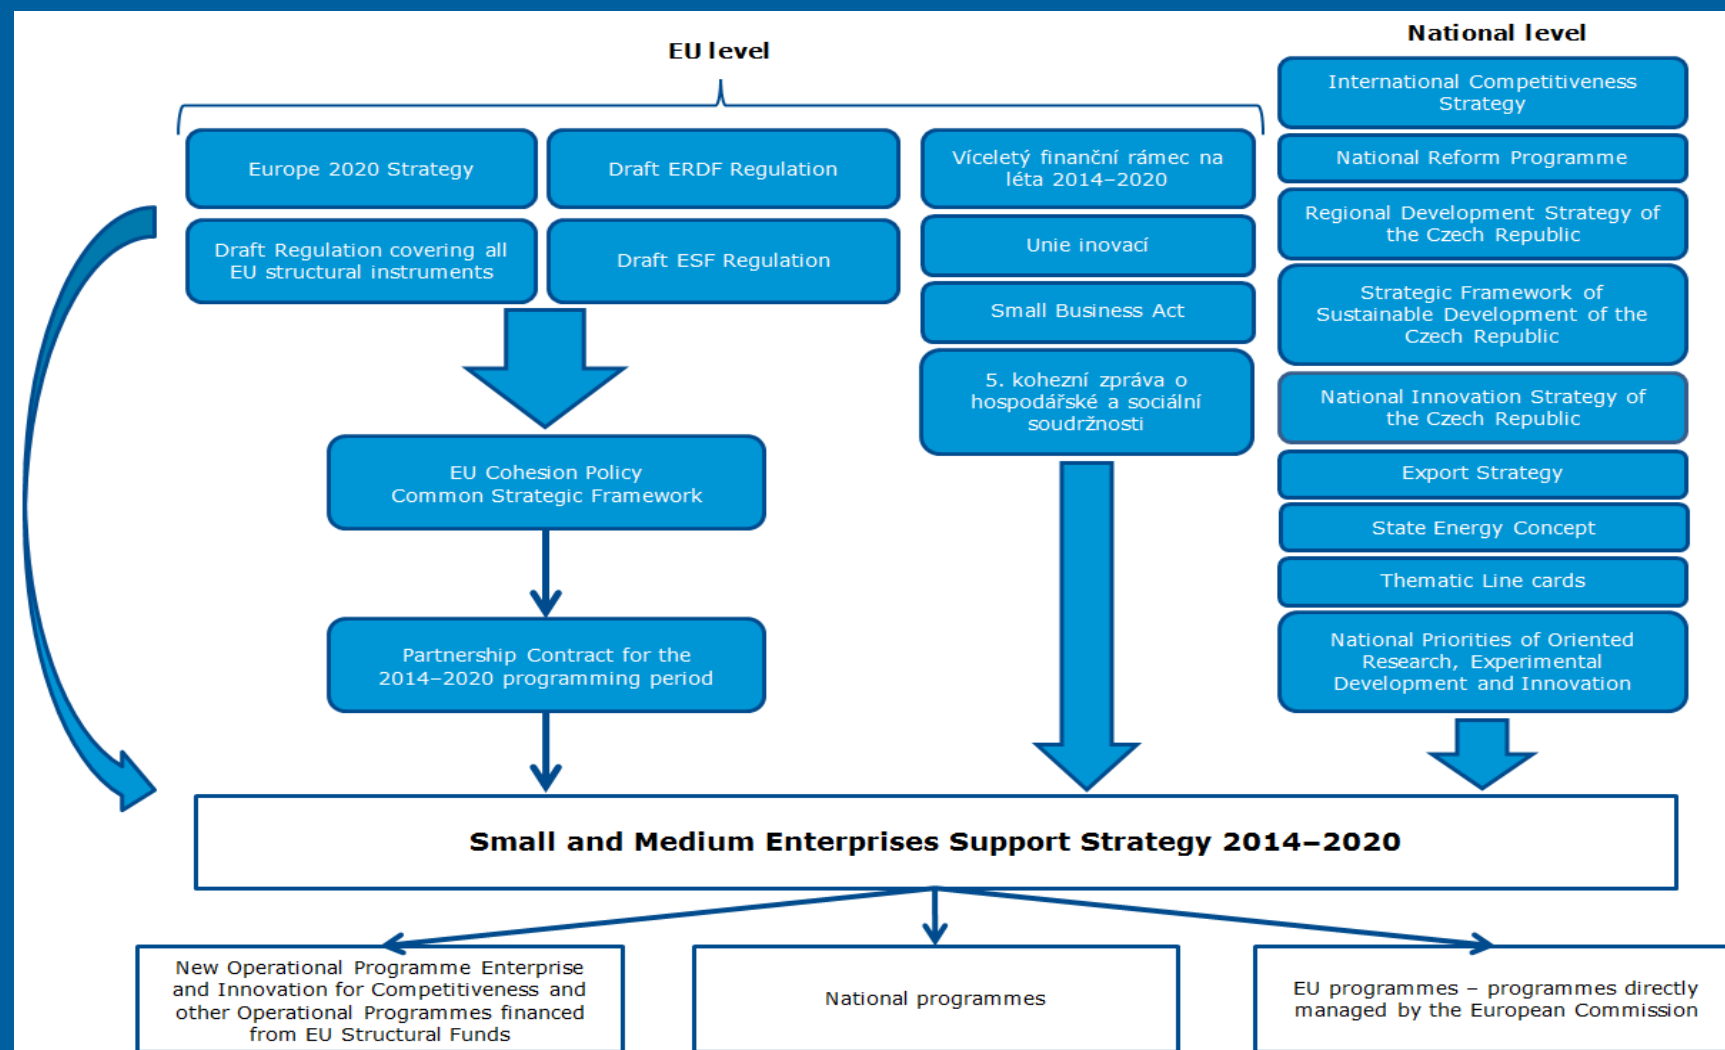 EU level
National level
Europe 2020 Strategy
Draft ERDF Regulation
Draft Regulation covering all
EU structural instruments
Draft ESF Regulation
Víceletý finanční rámec na
léta 2014–2020
Unie inovací
Small Business Act
5. kohezní zpráva o
hospodářské a sociální
soudržnosti
International Competitiveness
Strategy
National Reform Programme
Regional Development Strategy of
the Czech Republic
Strategic Framework of
Sustainable Development of the
Czech Republic
National Innovation Strategy of
the Czech Republic
Export Strategy
State Energy Concept
Thematic Line cards
National Priorities of Oriented
Research, Experimental
Development and Innovation
EU Cohesion Policy
Common Strategic Framework
Partnership Contract for the
2014–2020 programming period
Small and Medium Enterprises Support Strategy 2014–2020
New Operational Programme Enterprise
and Innovation for Competitiveness and
other Operational Programmes financed
from EU Structural Funds
National programmes
EU programmes – programmes directly
managed by the European Commission